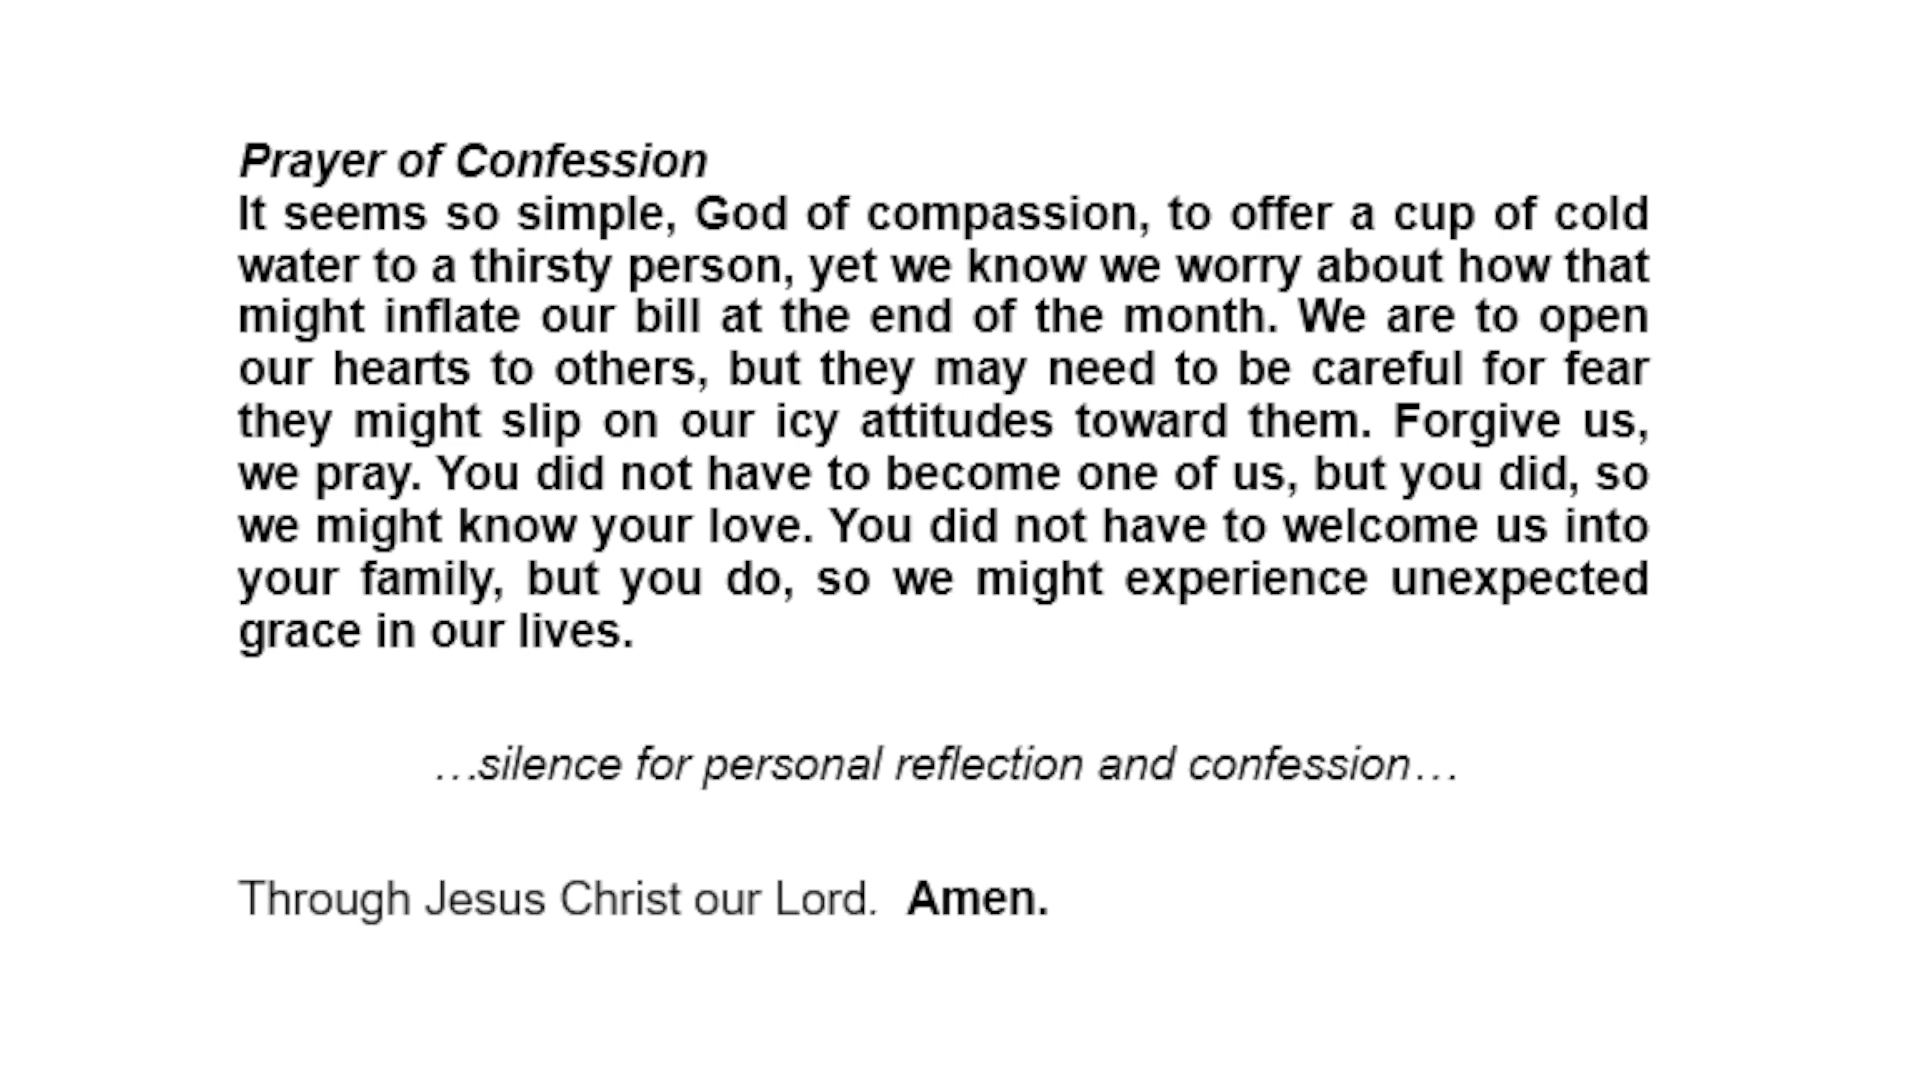 Prayer of Confession
It seems so simple, God of compassion, to offer a cup of cold
water to a thirsty person, yet we know we worry about how that
might inflate our bill at the end of the month. We are to open
our hearts to others, but they may need to be careful for fear
they might slip on our icy attitudes toward them. Forgive us,
we pray. You did not have to become one of us, but you did, so
we might know your love. You did not have to welcome us into
your family, but you do, so we might experience unexpected
grace in our lives.
…silence for personal reflection and confession…
Through Jesus Christ our Lord.  Amen.